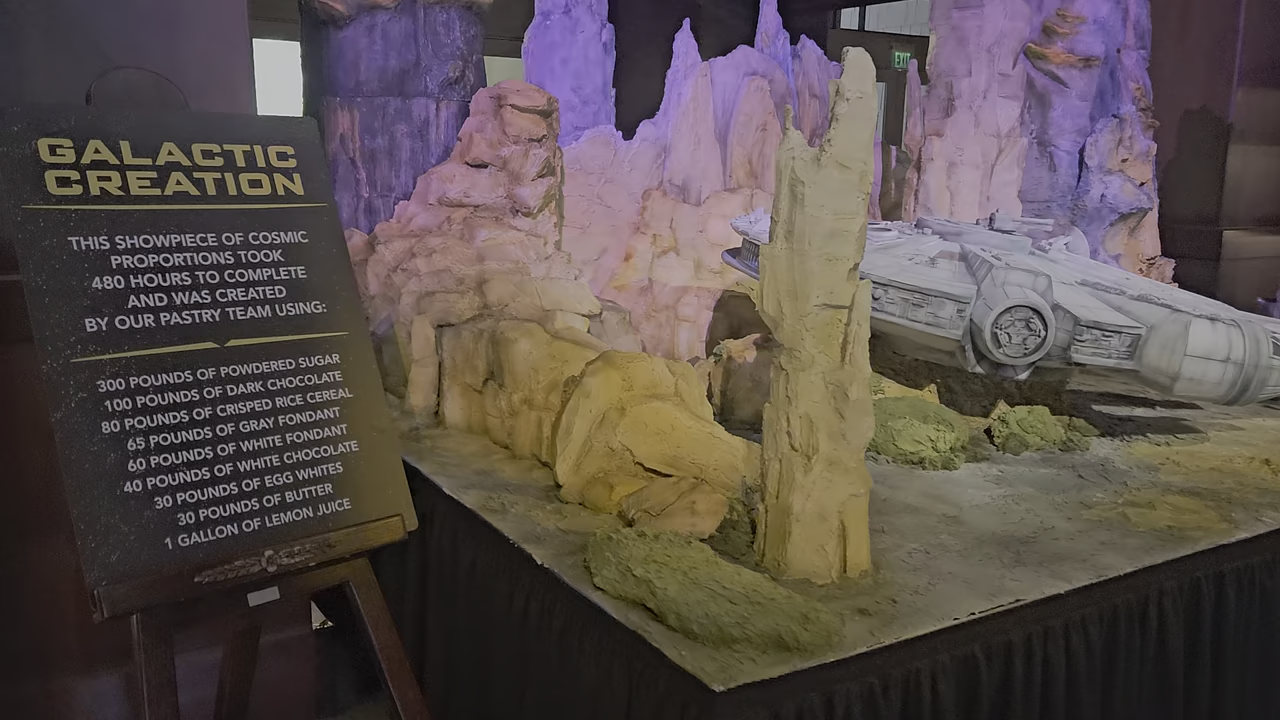 GALACTIC
CREATION
THIS SHOWPIECE OF COSMIC
PROPORTIONS TOOK
480 HOURS TO COMPLETE
AND WAS CREATED
BY OUR PASTRY TEAM USING:
300 POUNDS OF POWDERED SUGAR
100 POUNDS OF DARK CHOCOLATE
80 POUNDS OF CRISPED RICE CEREAL
65 POUNDS OF GRAY FONDANT
60 POUNDS OF WHITE FONDANT
40 POUNDS OF WHITE CHOCOLATE
30 POUNDS OF EGG WHITES
30 POUNDS OF BUTTER
1 GALLON OF LEMON JUICE
EXIT